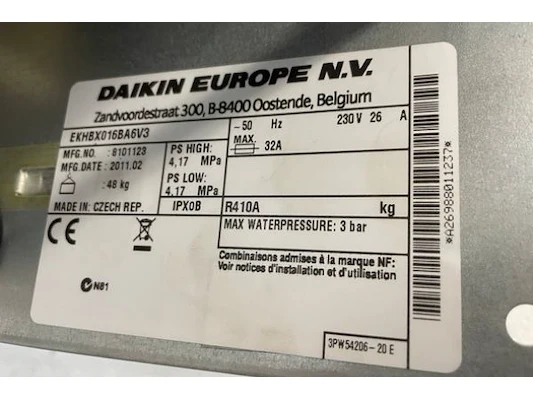 DAIKIN EUROPE N.V.
Zandvoordestraat 300, B-8400 Oostende, Belgium
EKHBX016BA6V3
MFG.NO. : 8101123
MFG.DATE : 2011.02
: 48 kg
MADE IN: CZECH REP.
PS HIGH:
4,17 MPa
PS LOW:
4.17 MPa
IPX0B
~50 Hz 230 V 26 A
MAX. 32A
R410A kg
MAX WATERPRESSURE: 3 bar
CE
Combinaisons admises à la marque NF:
Voir notices d'installation et d'utilisation
N81
3PW54206-20 E
*A26988011237*